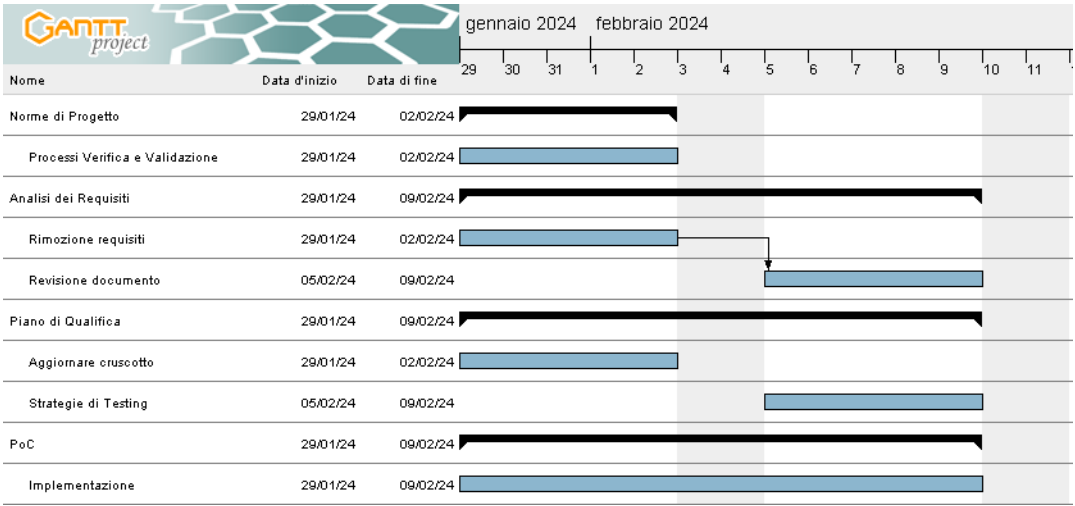 GANTT
project
gennaio 2024 febbraio 2024
29 30 31 1 2 3 4 5 6 7 8 9 10 11
Nome Data d'inizio Data di fine
Norme di Progetto 29/01/24 02/02/24
Processi Verifica e Validazione 29/01/24 02/02/24
Analisi dei Requisiti 29/01/24 09/02/24
Rimozione requisiti 29/01/24 02/02/24
Revisione documento 05/02/24 09/02/24
Piano di Qualifica 29/01/24 09/02/24
Aggiornare cruscotto 29/01/24 02/02/24
Strategie di Testing 05/02/24 09/02/24
PoC 29/01/24 09/02/24
Implementazione 29/01/24 09/02/24